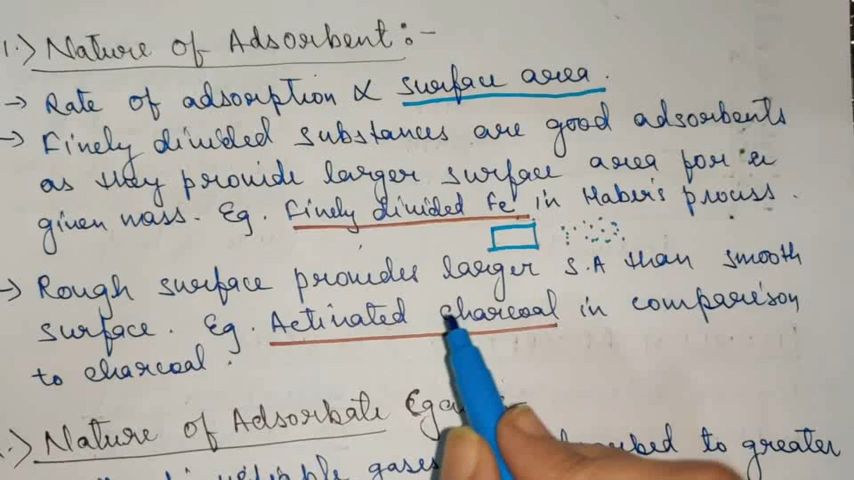 1.) Nature of Adsorbent :-
→ Rate of adsorption ∝ surface area.
→ Finely divided substances are good adsorbents
as they provide larger surface area for a
given mass. Eg. Finely divided Fe in Haber's process.
→ Rough surface provides larger S.A than smooth
surface. Eg. Activated charcoal in comparison
to charcoal.
.) Nature of Adsorbate
gases to greater